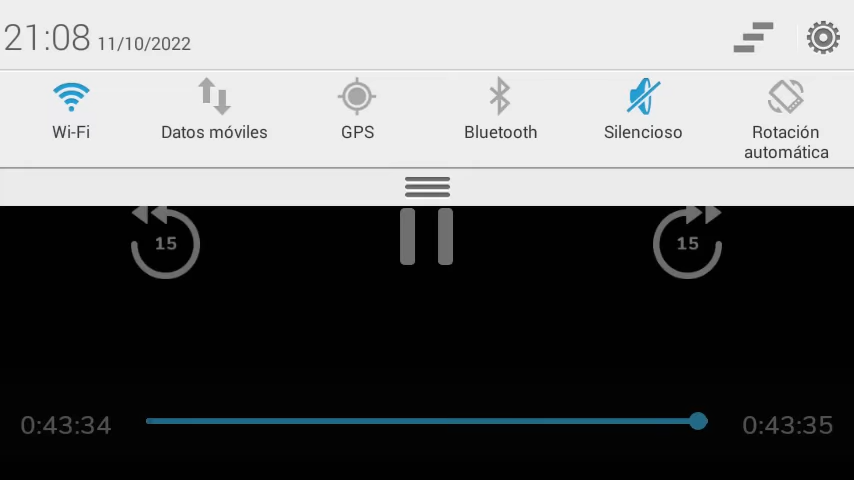 21:08 11/10/2022
Wi-Fi
Datos móviles
GPS
Bluetooth
Silencioso
Rotación
automática
15
15
0:43:34
0:43:35